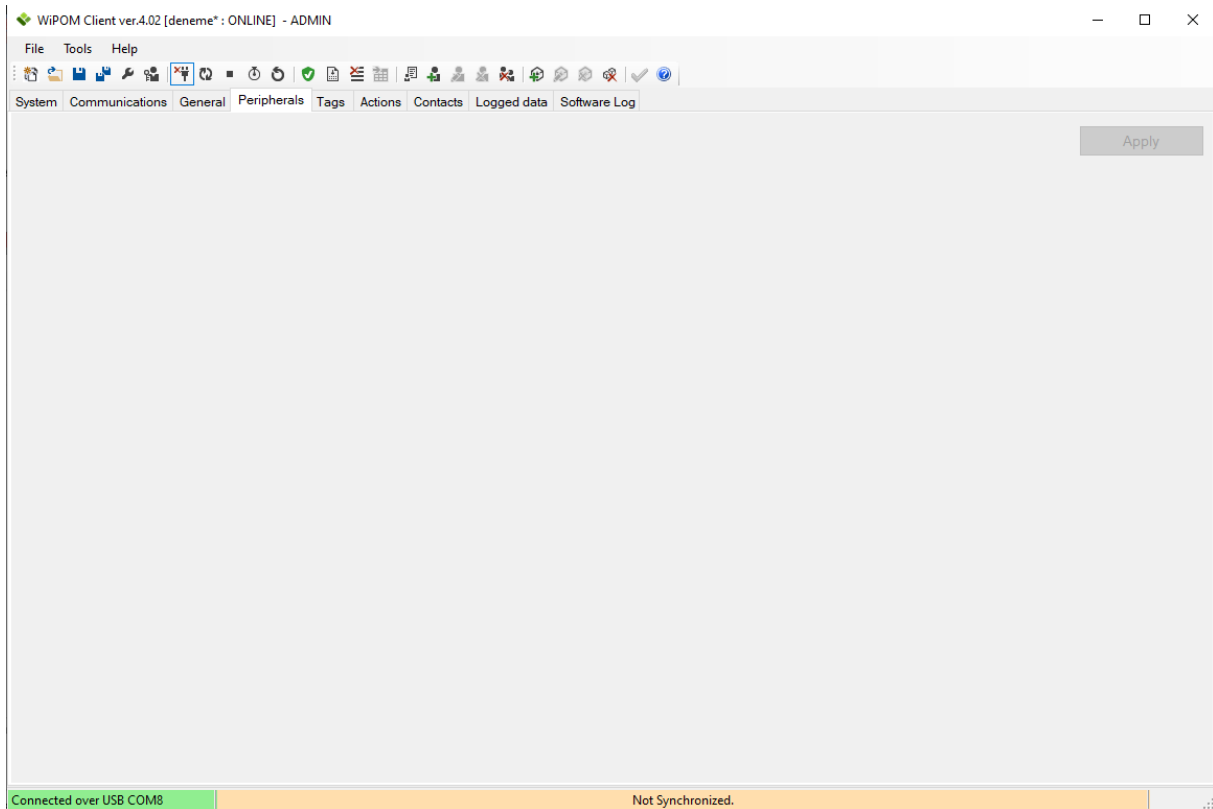 WiPOM Client ver.4.02 [deneme* : ONLINE] - ADMIN
File Tools Help
System Communications General Peripherals Tags Actions Contacts Logged data Software Log
Apply
Connected over USB COM8 Not Synchronized.